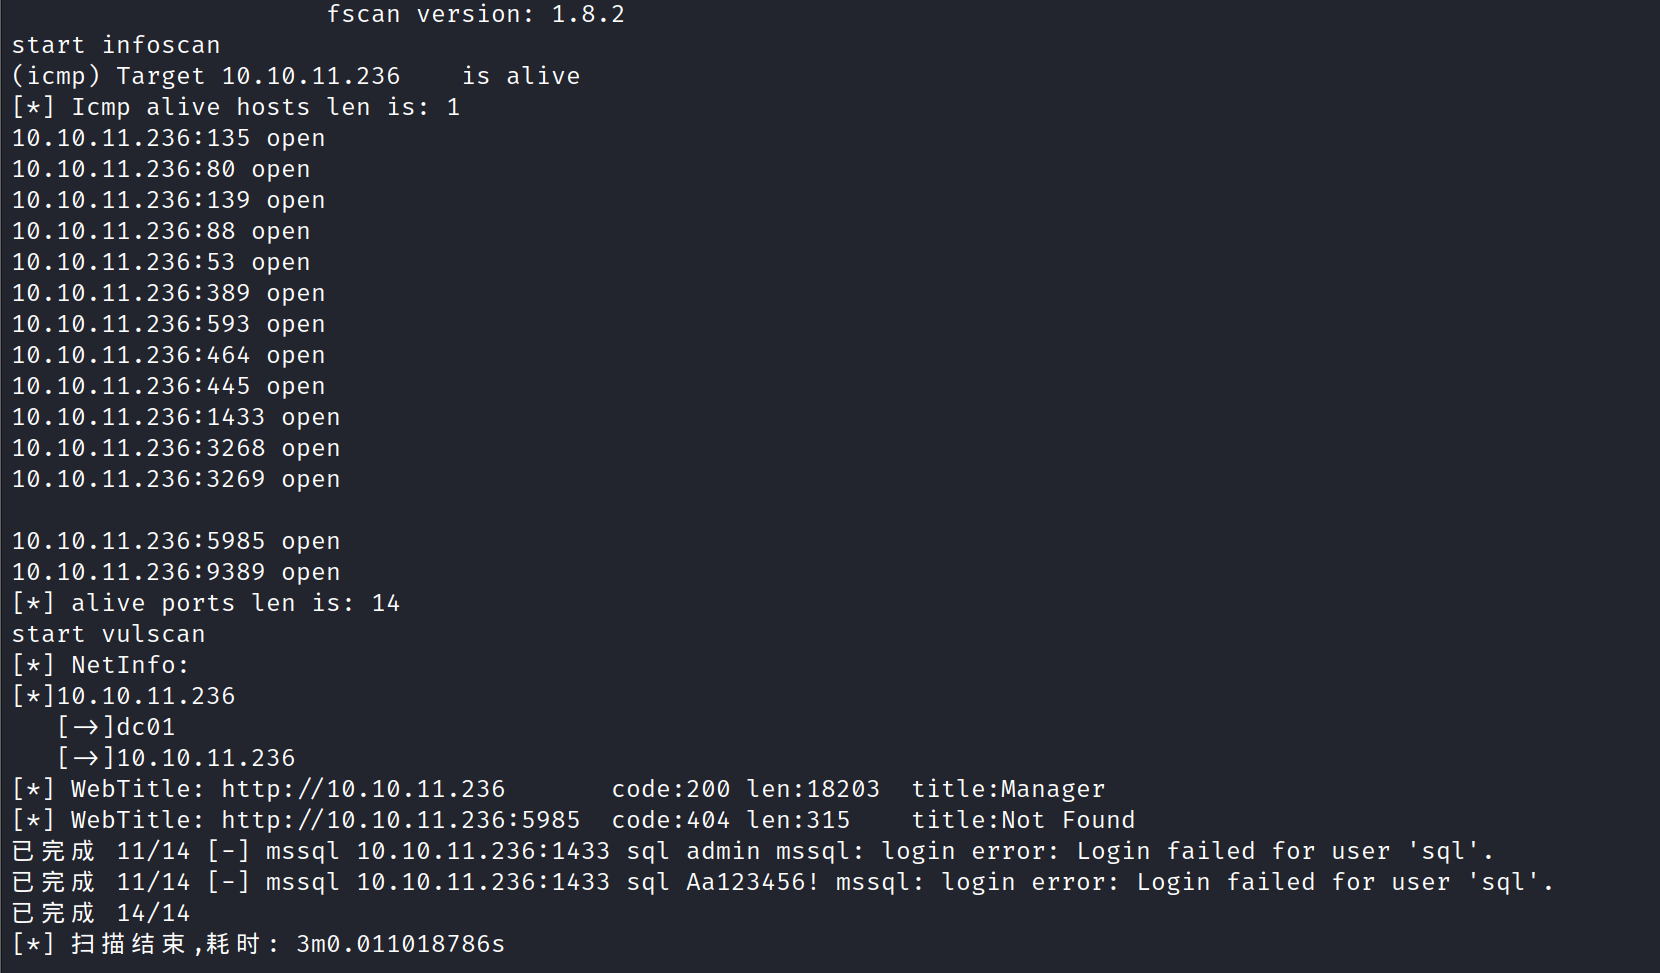 fscan version: 1.8.2
start infoscan
(icmp) Target 10.10.11.236    is alive
[*] Icmp alive hosts len is: 1
10.10.11.236:135 open
10.10.11.236:80 open
10.10.11.236:139 open
10.10.11.236:88 open
10.10.11.236:53 open
10.10.11.236:389 open
10.10.11.236:593 open
10.10.11.236:464 open
10.10.11.236:445 open
10.10.11.236:1433 open
10.10.11.236:3268 open
10.10.11.236:3269 open
10.10.11.236:5985 open
10.10.11.236:9389 open
[*] alive ports len is: 14
start vulscan
[*] NetInfo:
[*]10.10.11.236
   [->]dc01
   [->]10.10.11.236
[*] WebTitle: http://10.10.11.236       code:200 len:18203  title:Manager
[*] WebTitle: http://10.10.11.236:5985  code:404 len:315    title:Not Found
已完成 11/14 [-] mssql 10.10.11.236:1433 sql admin mssql: login error: Login failed for user 'sql'.
已完成 11/14 [-] mssql 10.10.11.236:1433 sql Aa123456! mssql: login error: Login failed for user 'sql'.
已完成 14/14
[*] 扫描结束,耗时: 3m0.011018786s